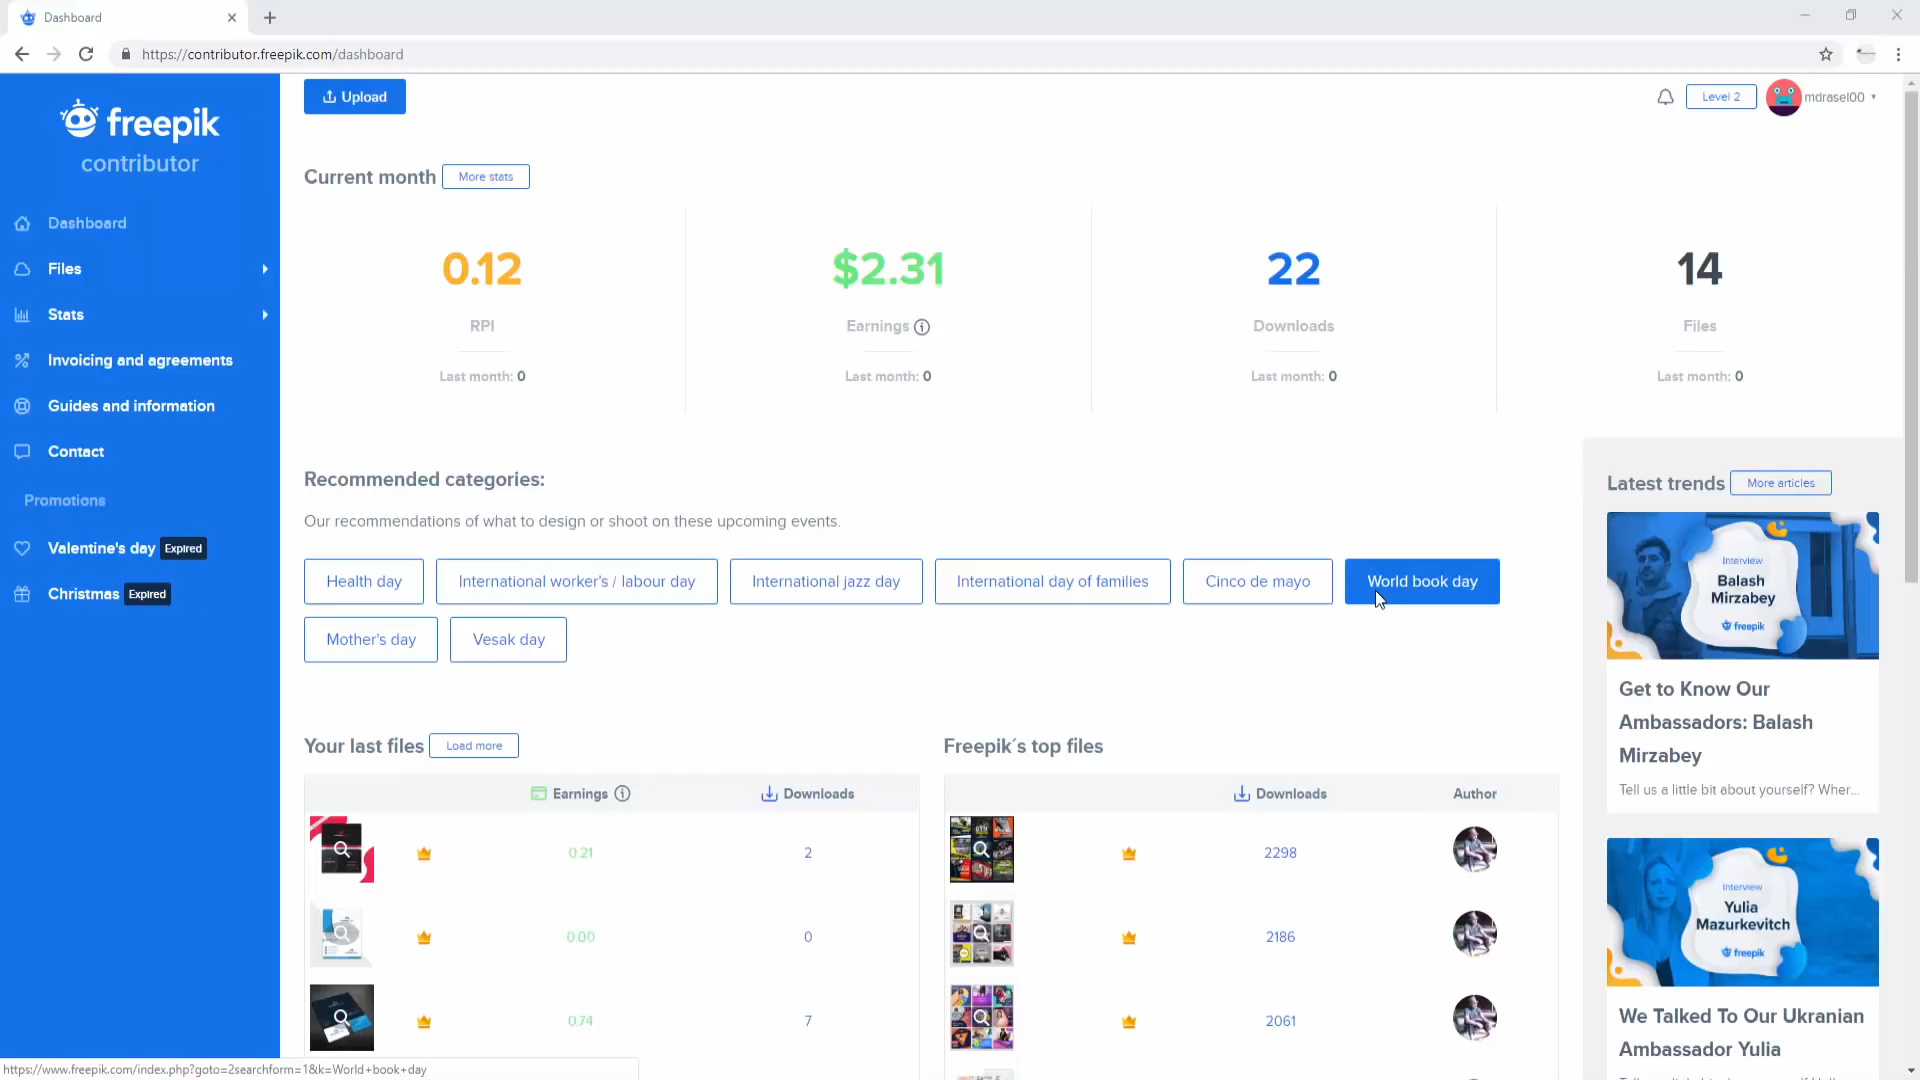 Dashboard
https://contributor.freepik.com/dashboard
freepik
contributor
Dashboard
Files
Stats
Invoicing and agreements
Guides and information
Contact
Promotions
Valentine's day Expired
Christmas Expired
Upload
Level 2
mdrasel00
Current month More stats
0.12
RPI
Last month: 0
$2.31
Earnings
Last month: 0
22
Downloads
Last month: 0
14
Files
Last month: 0
Recommended categories:
Our recommendations of what to design or shoot on these upcoming events.
Health day
International worker's / labour day
International jazz day
International day of families
Cinco de mayo
World book day
Mother's day
Vesak day
Your last files Load more
Earnings Downloads
0.21 2
0.00 0
0.74 7
Freepik´s top files
Downloads Author
2298
2186
2061
Latest trends More articles
Interview
Balash
Mirzabey
freepik
Get to Know Our
Ambassadors: Balash
Mirzabey
Tell us a little bit about yourself? Wher...
Interview
Yulia
Mazurkevitch
freepik
We Talked To Our Ukranian
Ambassador Yulia
https://www.freepik.com/index.php?goto=2searchform=1&k=World+book+day